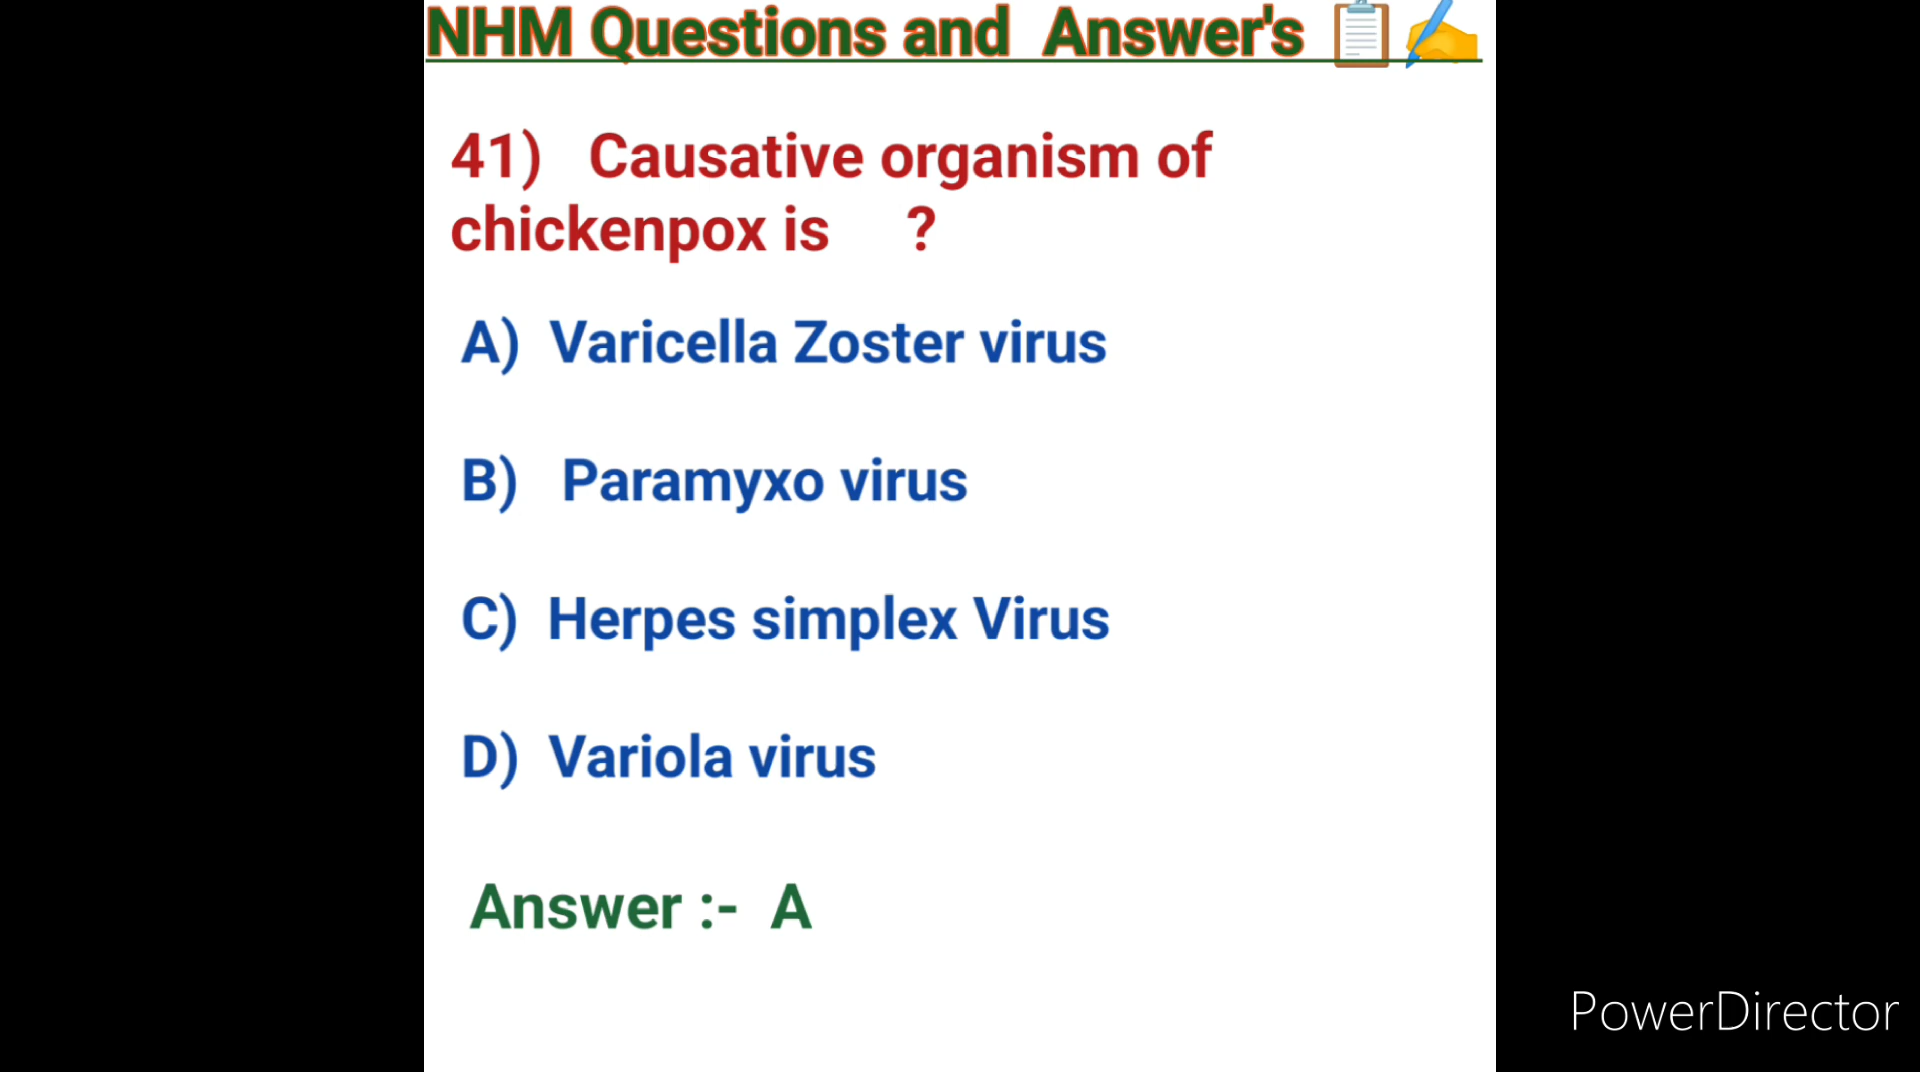 NHM Questions and Answer's 📋✍️
41) Causative organism of
chickenpox is ?
A) Varicella Zoster virus
B) Paramyxo virus
C) Herpes simplex Virus
D) Variola virus
Answer :- A
PowerDirector